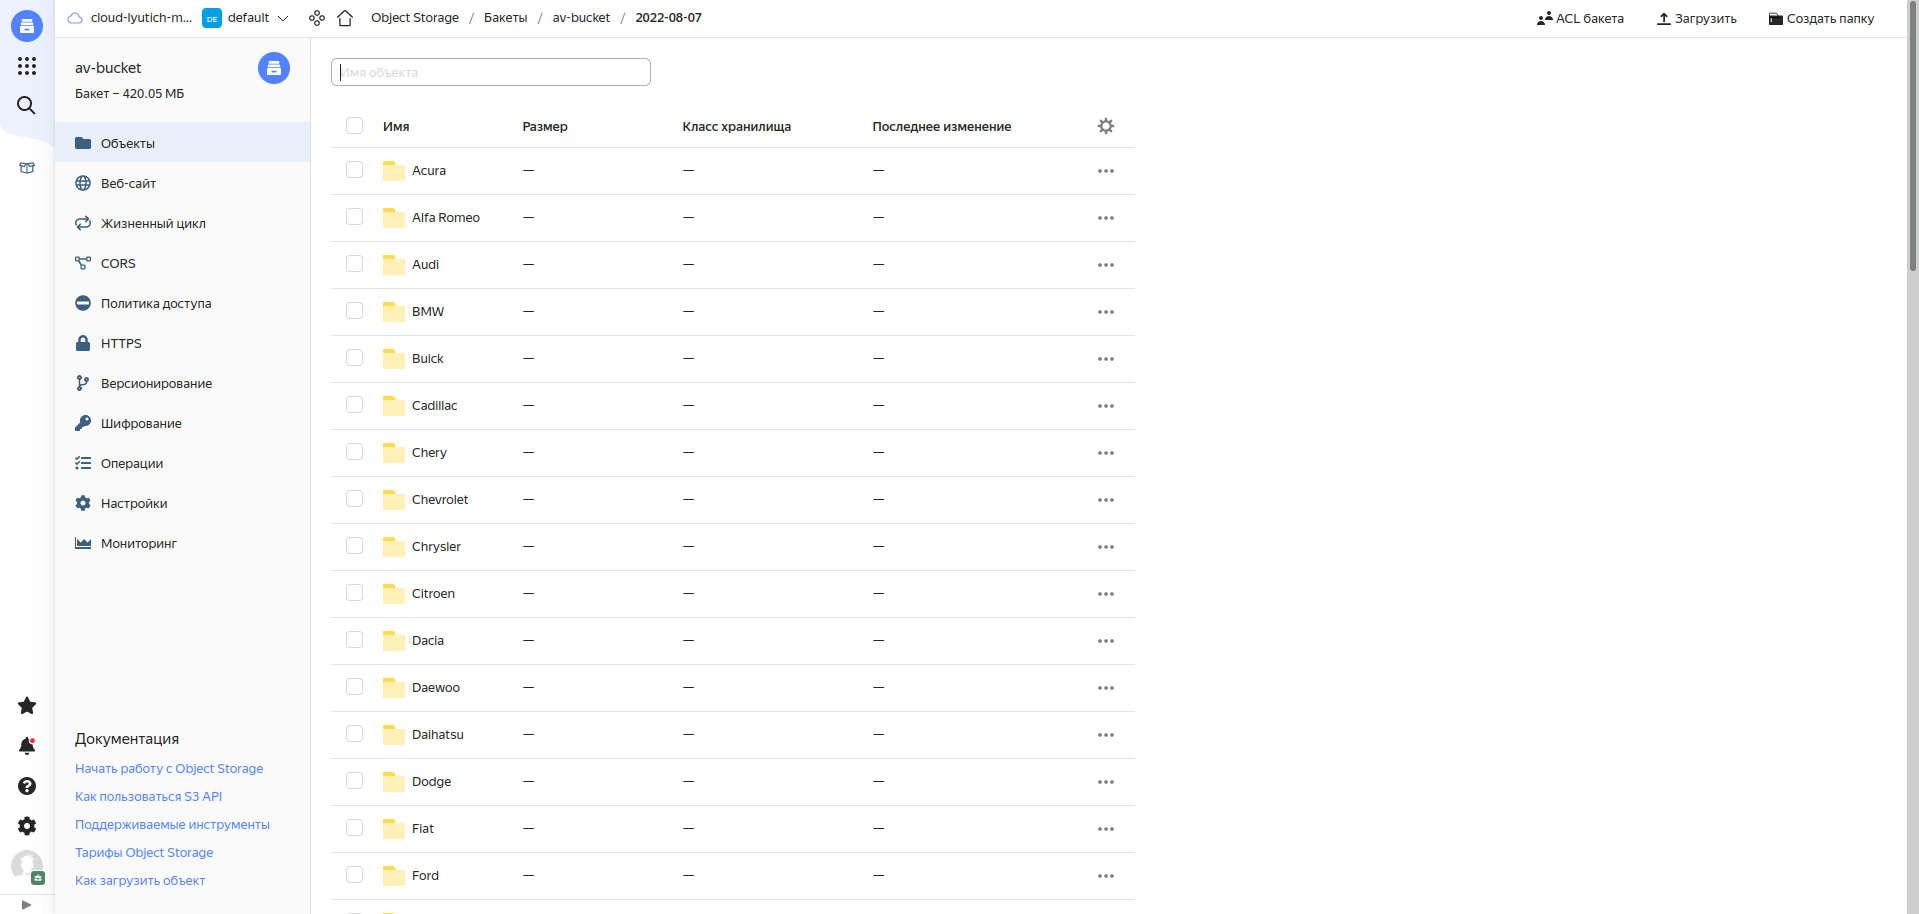 cloud-lyutich-m...
DE
default
Object Storage / Бакеты / av-bucket / 2022-08-07
ACL бакета
Загрузить
Создать папку
av-bucket
Бакет – 420.05 МБ
Объекты
Веб-сайт
Жизненный цикл
CORS
Политика доступа
HTTPS
Версионирование
Шифрование
Операции
Настройки
Мониторинг
Документация
Начать работу с Object Storage
Как пользоваться S3 API
Поддерживаемые инструменты
Тарифы Object Storage
Как загрузить объект
Имя объекта
Имя Размер Класс хранилища Последнее изменение
Acura — — —
Alfa Romeo — — —
Audi — — —
BMW — — —
Buick — — —
Cadillac — — —
Chery — — —
Chevrolet — — —
Chrysler — — —
Citroen — — —
Dacia — — —
Daewoo — — —
Daihatsu — — —
Dodge — — —
Fiat — — —
Ford — — —